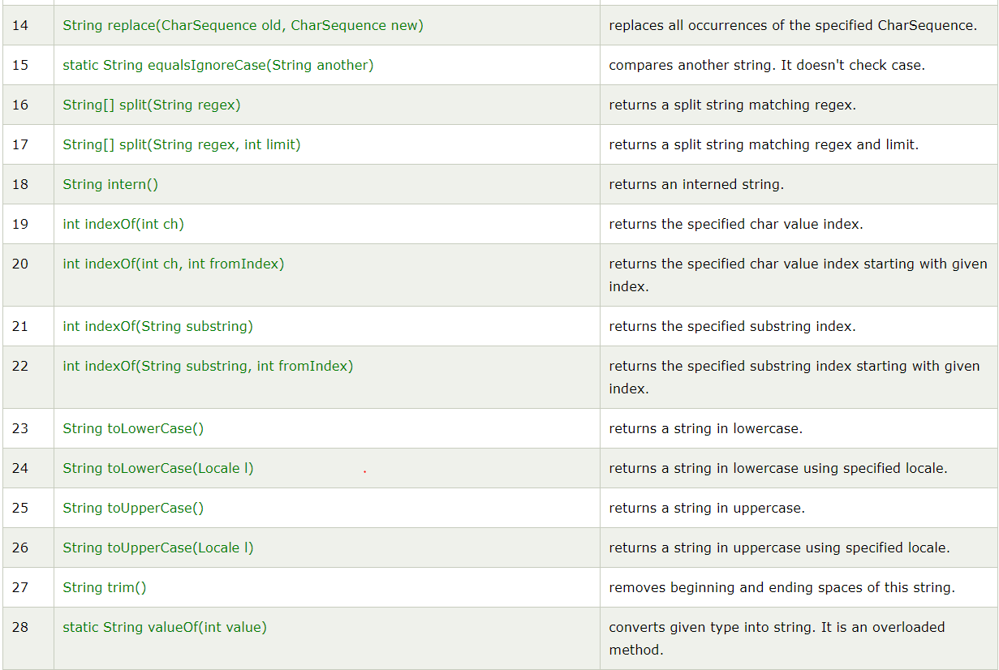 14 String replace(CharSequence old, CharSequence new) replaces all occurrences of the specified CharSequence.
15 static String equalsIgnoreCase(String another) compares another string. It doesn't check case.
16 String[] split(String regex) returns a split string matching regex.
17 String[] split(String regex, int limit) returns a split string matching regex and limit.
18 String intern() returns an interned string.
19 int indexOf(int ch) returns the specified char value index.
20 int indexOf(int ch, int fromIndex) returns the specified char value index starting with given
index.
21 int indexOf(String substring) returns the specified substring index.
22 int indexOf(String substring, int fromIndex) returns the specified substring index starting with given
index.
23 String toLowerCase() returns a string in lowercase.
24 String toLowerCase(Locale l) . returns a string in lowercase using specified locale.
25 String toUpperCase() returns a string in uppercase.
26 String toUpperCase(Locale l) returns a string in uppercase using specified locale.
27 String trim() removes beginning and ending spaces of this string.
28 static String valueOf(int value) converts given type into string. It is an overloaded
method.